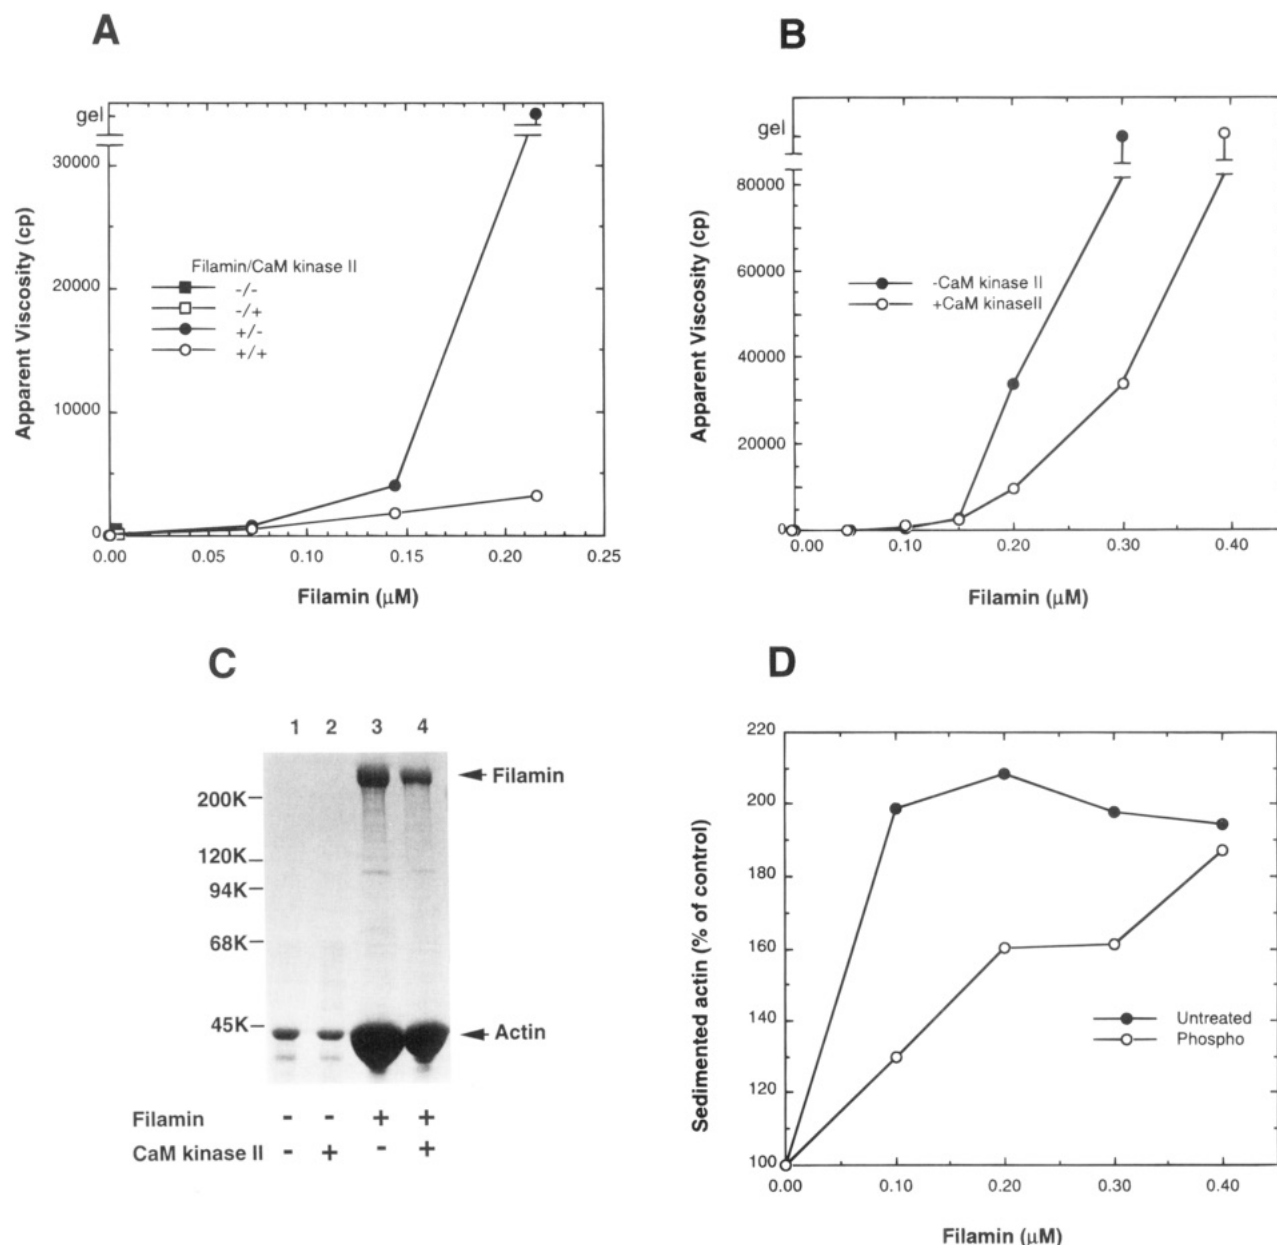 A
gel
30000
20000
10000
0
0.00 0.05 0.10 0.15 0.20 0.25
Apparent Viscosity (cp)
Filamin (μM)
Filamin/CaM kinase II
-/-
-/+
+/-
+/+
B
gel
80000
60000
40000
20000
0
0.00 0.10 0.20 0.30 0.40
Apparent Viscosity (cp)
Filamin (μM)
-CaM kinase II
+CaM kinaseII
C
1 2 3 4
Filamin
200K
120K
94K
68K
45K
Actin
Filamin - - + +
CaM kinase II - + - +
D
220
200
180
160
140
120
100
0.00 0.10 0.20 0.30 0.40
Sedimented actin (% of control)
Filamin (μM)
Untreated
Phospho